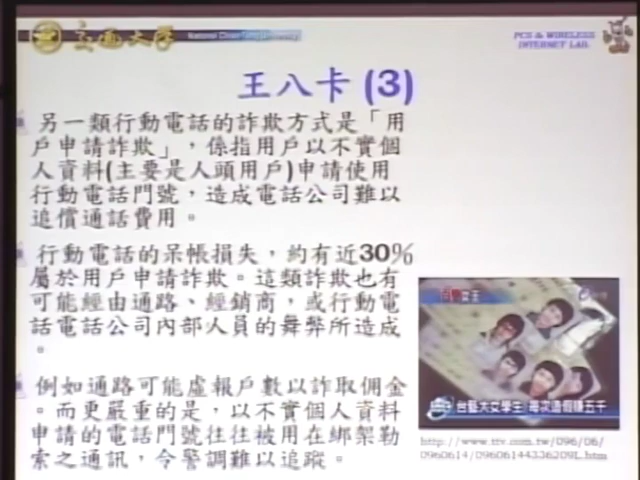 交通大學
National Chiao Tung University
PCS & WIRELESS
INTERNET LAB.
王八卡 (3)
另一類行動電話的詐欺方式是「用
戶申請詐欺」，係指用戶以不實個
人資料(主要是人頭用戶)申請使用
行動電話門號，造成電話公司難以
追償通話費用。
行動電話的呆帳損失，約有近30%
屬於用戶申請詐欺。這類詐欺也有
可能經由通路、經銷商，或行動電
話電話公司內部人員的舞弊所造成
。
例如通路可能虛報戶數以詐取佣金
。而更嚴重的是，以不實個人資料
申請的電話門號往往被用在綁架勒
索之通訊，令警調難以追蹤。
台藝大女學生 每次造假賺五千
http://www.ttv.com.tw/096/06/
0960614/09606144336209L.htm